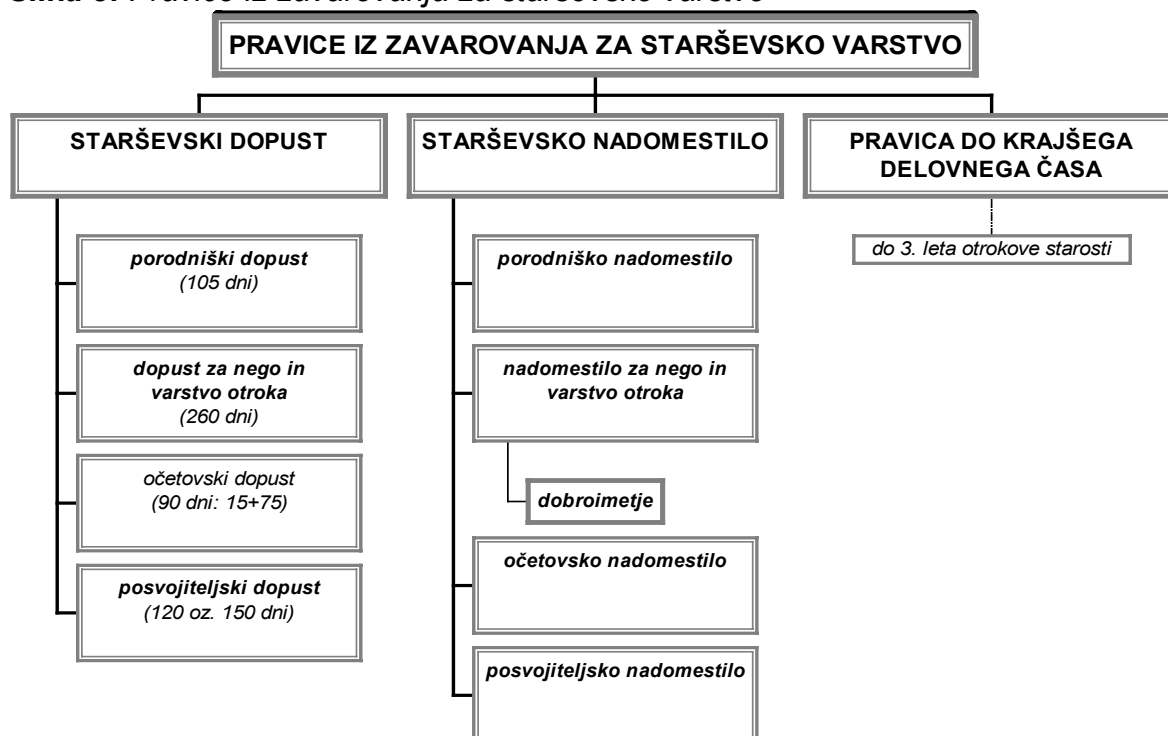 PRAVICE IZ ZAVAROVANJA ZA STARŠEVSKO VARSTVO
STARŠEVSKI DOPUST
porodniški dopust
(105 dni)
dopust za nego in
varstvo otroka
(260 dni)
očetovski dopust
(90 dni: 15+75)
posvojiteljski dopust
(120 oz. 150 dni)
STARŠEVSKO NADOMESTILO
porodniško nadomestilo
nadomestilo za nego in
varstvo otroka
dobroimetje
očetovsko nadomestilo
posvojiteljsko nadomestilo
PRAVICA DO KRAJŠEGA
DELOVNEGA ČASA
do 3. leta otrokove starosti